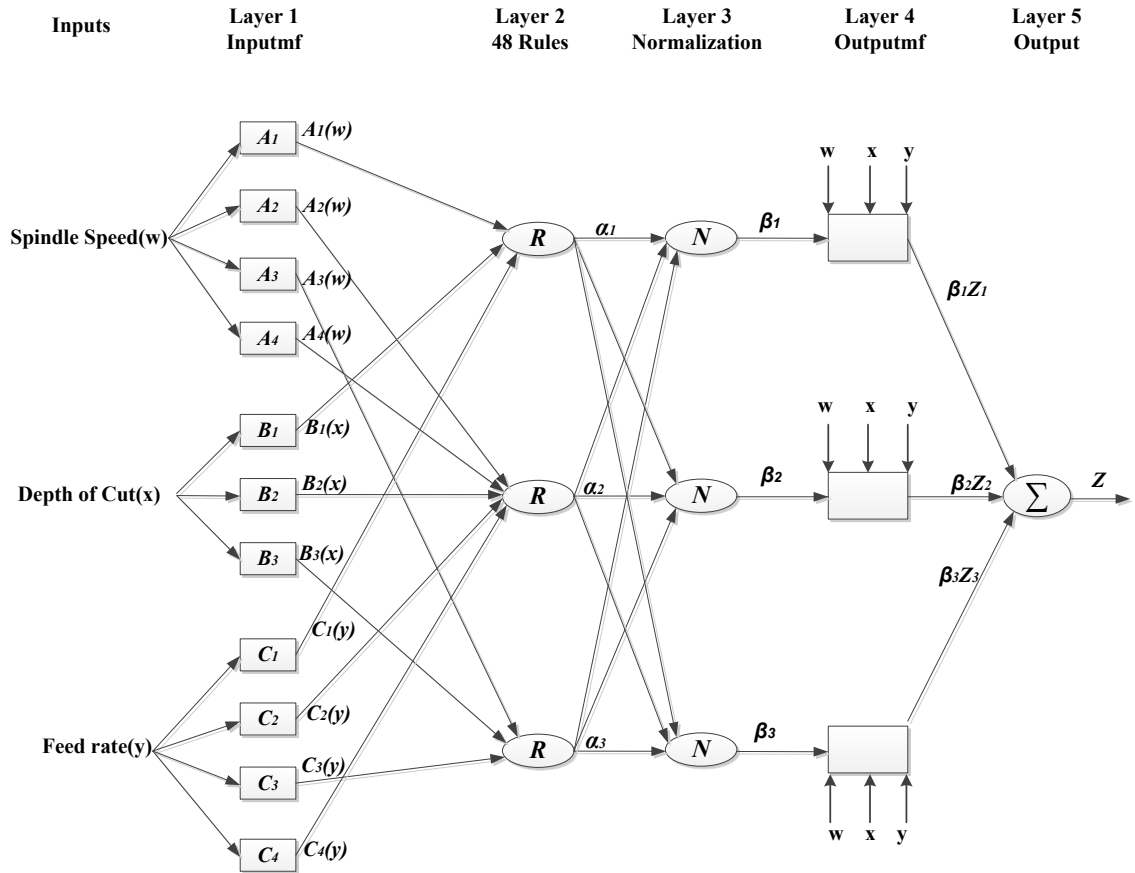 Inputs
Layer 1
Inputmf
Layer 2
48 Rules
Layer 3
Normalization
Layer 4
Outputmf
Layer 5
Output
Spindle Speed(w)
Depth of Cut(x)
Feed rate(y)
A1
A1(w)
A2
A2(w)
A3
A3(w)
A4
A4(w)
B1
B1(x)
B2
B2(x)
B3
B3(x)
C1
C1(y)
C2
C2(y)
C3
C3(y)
C4
C4(y)
R
α1
N
β1
w x y
β1Z1
R
α2
N
β2
w x y
β2Z2
Σ
Z
R
α3
N
β3
w x y
β3Z3